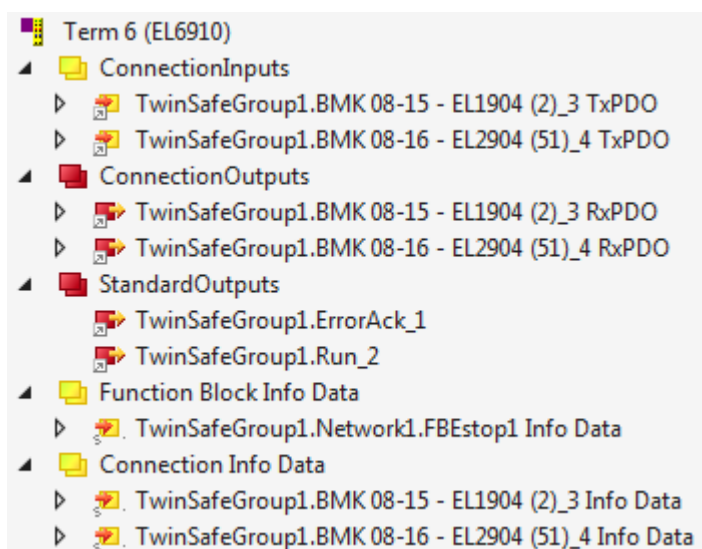 Term 6 (EL6910)
ConnectionInputs
TwinSafeGroup1.BMK 08-15 - EL1904 (2)_3 TxPDO
TwinSafeGroup1.BMK 08-16 - EL2904 (51)_4 TxPDO
ConnectionOutputs
TwinSafeGroup1.BMK 08-15 - EL1904 (2)_3 RxPDO
TwinSafeGroup1.BMK 08-16 - EL2904 (51)_4 RxPDO
StandardOutputs
TwinSafeGroup1.ErrorAck_1
TwinSafeGroup1.Run_2
Function Block Info Data
TwinSafeGroup1.Network1.FBEstop1 Info Data
Connection Info Data
TwinSafeGroup1.BMK 08-15 - EL1904 (2)_3 Info Data
TwinSafeGroup1.BMK 08-16 - EL2904 (51)_4 Info Data